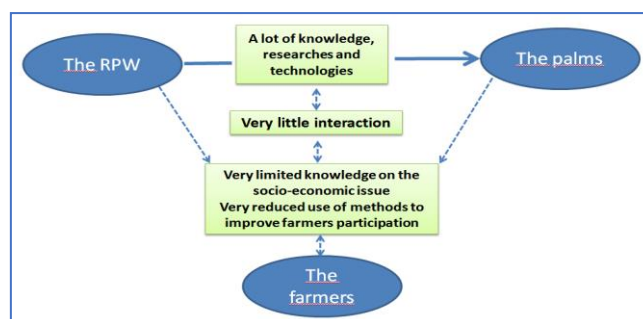 A lot of knowledge,
researches and
technologies
The RPW
The palms
Very little interaction
Very limited knowledge on the
socio-economic issue
Very reduced use of methods to
improve farmers participation
The
farmers